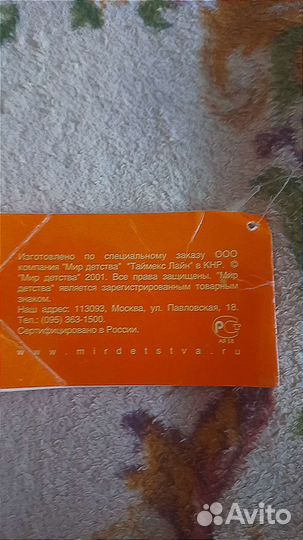 Изготовлено по специальному заказу ООО
компания "Мир детства" "Таймекс Лайн" в КНР. ©
"Мир детства" 2001. Все права защищены. "Мир
детства" является зарегистрированным товарным
знаком.
Наш адрес: 113093, Москва, ул. Павловская, 18.
Тел.: (095) 363-1500.
Сертифицировано в России.
www.mirdetstva.ru
Avito